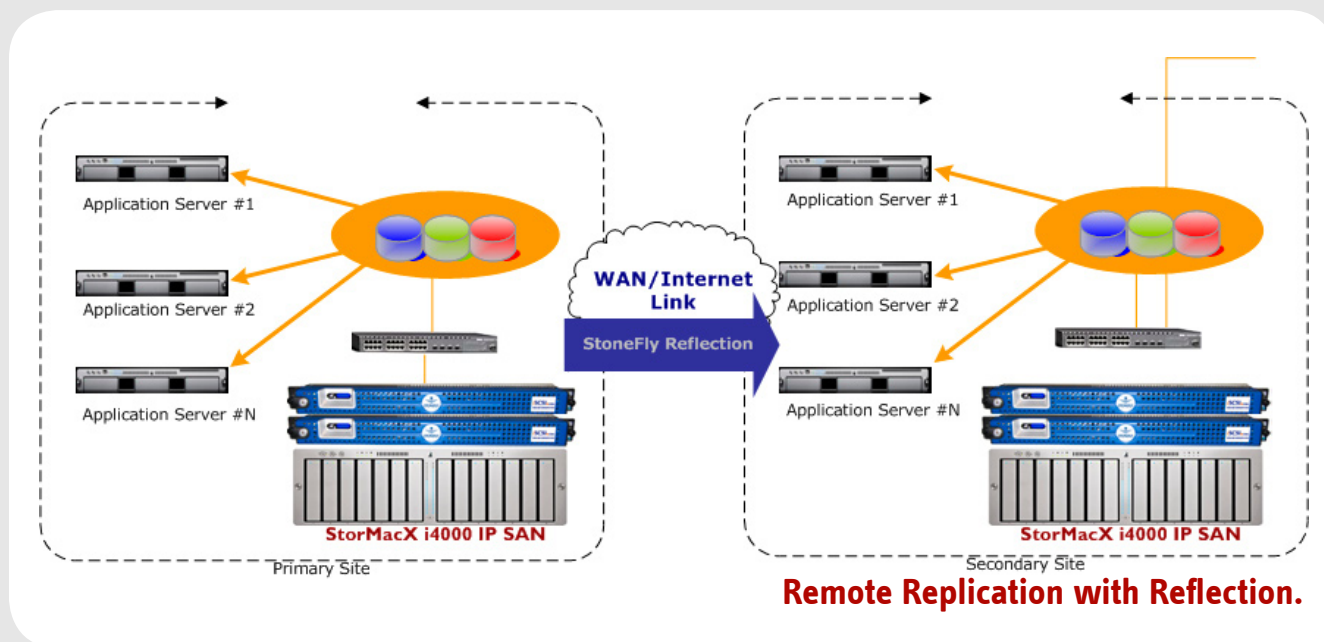 Application Server #1
Application Server #2
Application Server #N
StorMacX i4000 IP SAN
Primary Site
WAN/Internet
Link
StoneFly Reflection
Application Server #1
Application Server #2
Application Server #N
StorMacX i4000 IP SAN
Secondary Site
Remote Replication with Reflection.